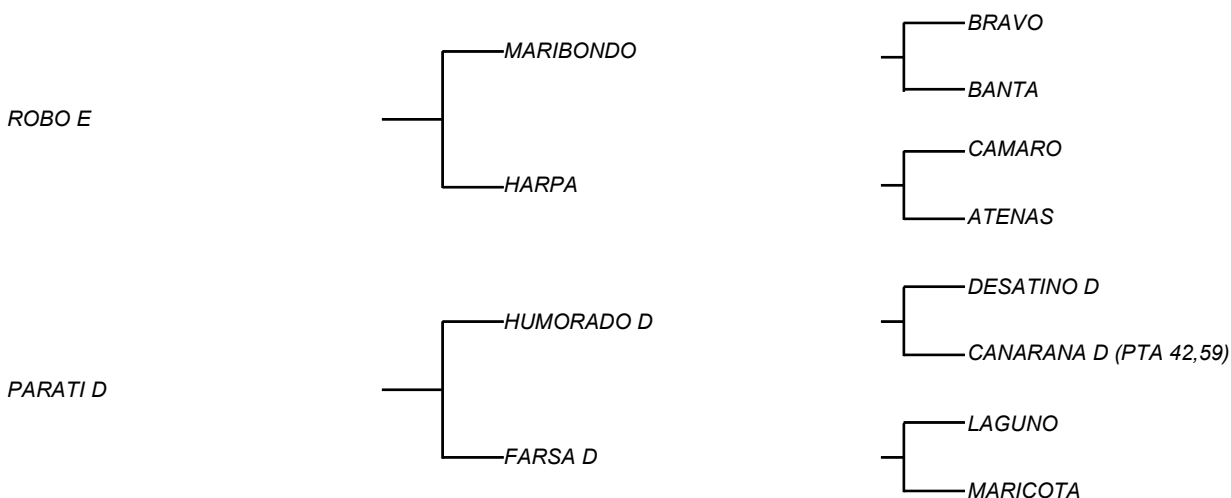 BRAVO
MARIBONDO
BANTA
ROBO E
CAMARO
HARPA
ATENAS
DESATINO D
HUMORADO D
CANARANA D (PTA 42,59)
PARATI D
LAGUNO
FARSA D
MARICOTA